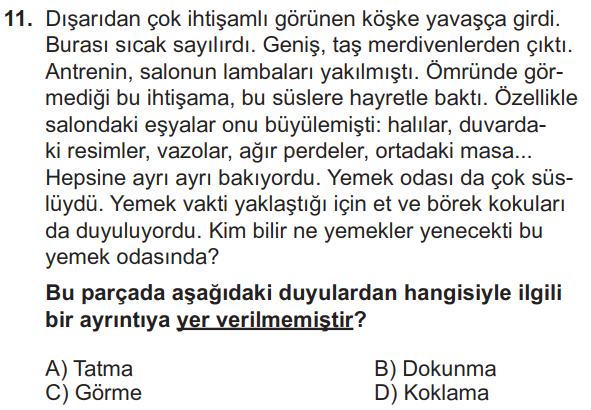 11. Dışarıdan çok ihtişamlı görünen köşke yavaşça girdi.
Burası sıcak sayılırdı. Geniş, taş merdivenlerden çıktı.
Antrenin, salonun lambaları yakılmıştı. Ömründe gör-
mediği bu ihtişama, bu süslere hayretle baktı. Özellikle
salondaki eşyalar onu büyülemişti: halılar, duvarda-
ki resimler, vazolar, ağır perdeler, ortadaki masa...
Hepsine ayrı ayrı bakıyordu. Yemek odası da çok süs-
lüydü. Yemek vakti yaklaştığı için et ve börek kokuları
da duyuluyordu. Kim bilir ne yemekler yenecekti bu
yemek odasında?
Bu parçada aşağıdaki duyulardan hangisiyle ilgili
bir ayrıntıya yer verilmemiştir?
A) Tatma B) Dokunma
C) Görme D) Koklama